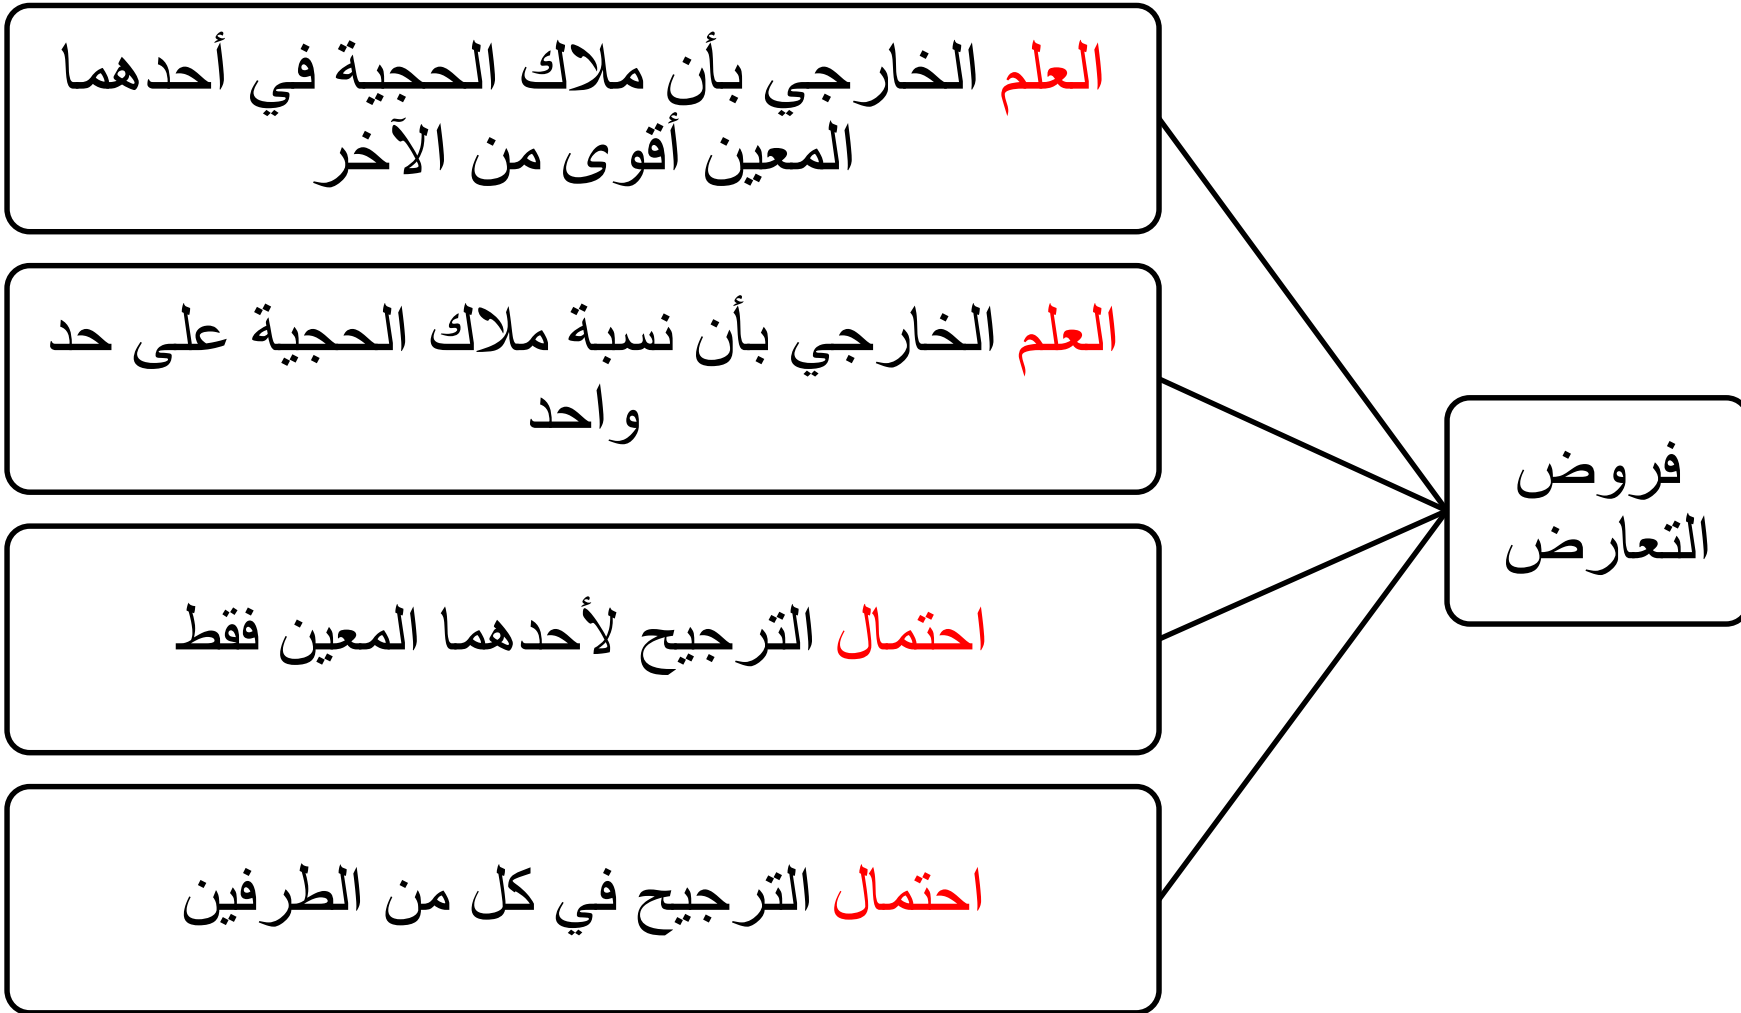 فروض
التعارض
العلم الخارجي بأن ملاك الحجية في أحدهما
المعين أقوى من الآخر
العلم الخارجي بأن نسبة ملاك الحجية على حد
واحد
احتمال الترجيح لأحدهما المعين فقط
احتمال الترجيح في كل من الطرفين